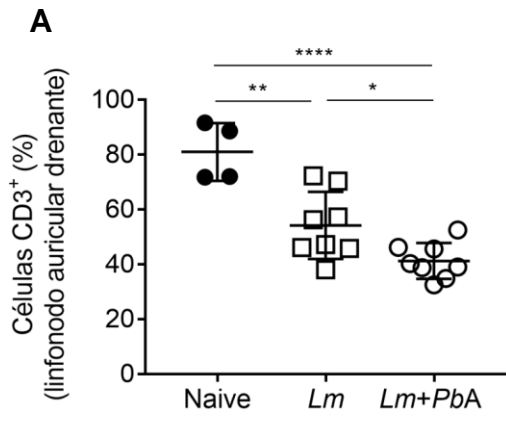 A
****
**
*
Células CD3⁺ (%)
(linfonodo auricular drenante)
100
80
60
40
20
0
Naive
Lm
Lm+PbA